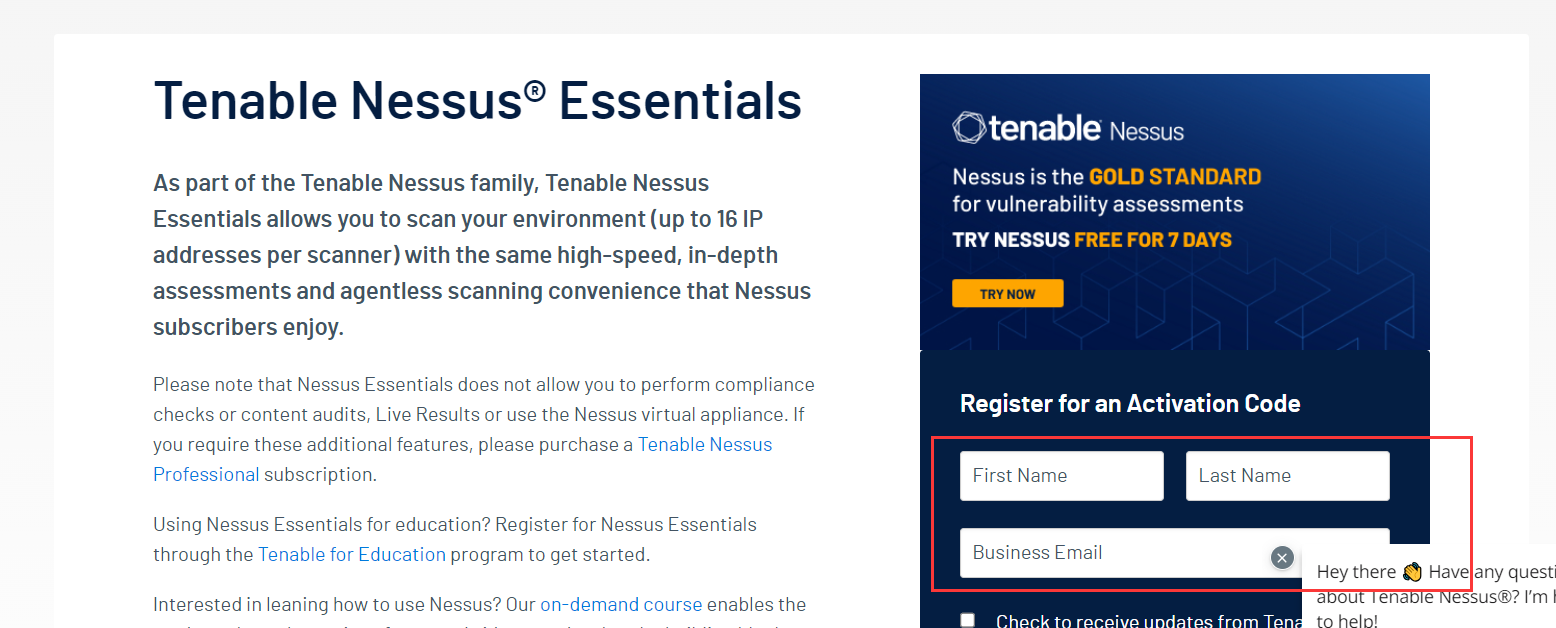 Tenable Nessus® Essentials
As part of the Tenable Nessus family, Tenable Nessus
Essentials allows you to scan your environment (up to 16 IP
addresses per scanner) with the same high-speed, in-depth
assessments and agentless scanning convenience that Nessus
subscribers enjoy.
Please note that Nessus Essentials does not allow you to perform compliance
checks or content audits, Live Results or use the Nessus virtual appliance. If
you require these additional features, please purchase a Tenable Nessus
Professional subscription.
Using Nessus Essentials for education? Register for Nessus Essentials
through the Tenable for Education program to get started.
Interested in leaning how to use Nessus? Our on-demand course enables the
tenable Nessus
Nessus is the GOLD STANDARD
for vulnerability assessments
TRY NESSUS FREE FOR 7 DAYS
TRY NOW
Register for an Activation Code
First Name
Last Name
Business Email
Check to receive updates from Tena
Hey there 👋 Have any questi
about Tenable Nessus®? I'm h
to help!